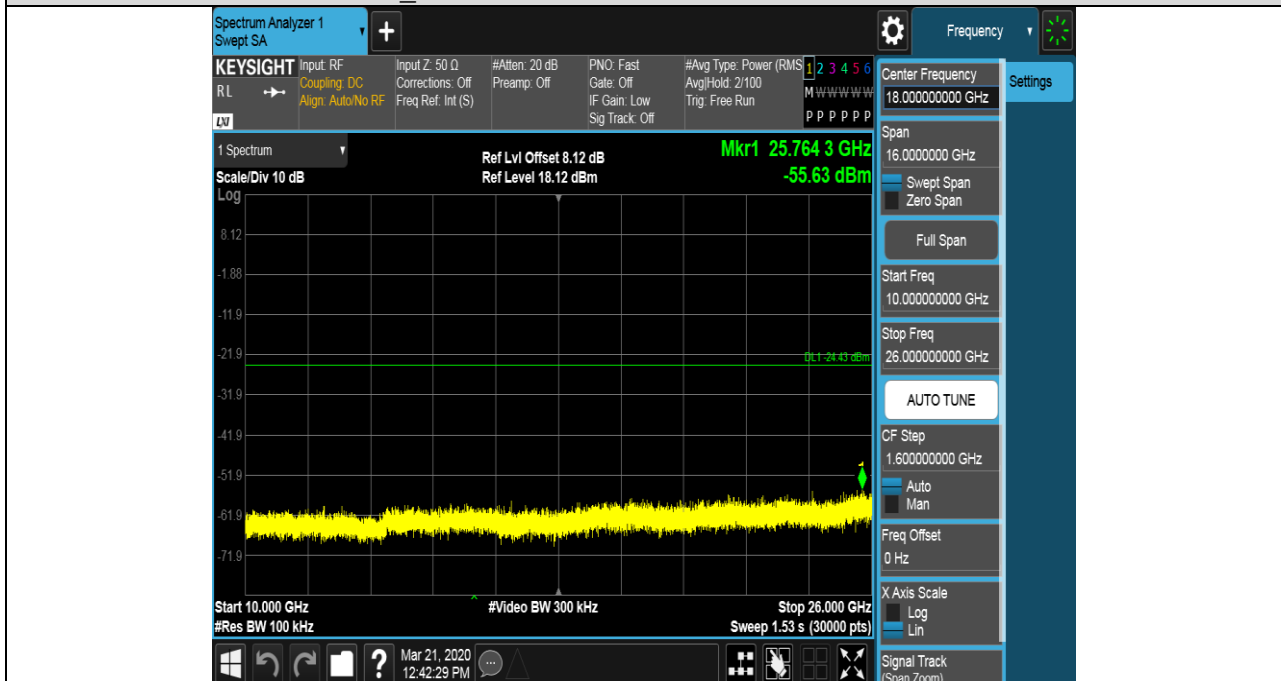 Spectrum Analyzer 1
Swept SA
Frequency
KEYSIGHT
RL
LXI
Input: RF
Coupling: DC
Align: Auto/No RF
Input Z: 50 Ω
Corrections: Off
Freq Ref: Int (S)
#Atten: 20 dB
Preamp: Off
PNO: Fast
Gate: Off
IF Gain: Low
Sig Track: Off
#Avg Type: Power (RMS
Avg|Hold: 2/100
Trig: Free Run
1 2 3 4 5 6
M W W W W W
P P P P P P
1 Spectrum
Scale/Div 10 dB
Ref Lvl Offset 8.12 dB
Ref Level 18.12 dBm
Mkr1 25.764 3 GHz
-55.63 dBm
Log
8.12
-1.88
-11.9
-21.9
DL1 -24.43 dBm
-31.9
-41.9
-51.9
1
-61.9
-71.9
Start 10.000 GHz
#Res BW 100 kHz
#Video BW 300 kHz
Stop 26.000 GHz
Sweep 1.53 s (30000 pts)
Mar 21, 2020
12:42:29 PM
Center Frequency
18.000000000 GHz
Settings
Span
16.0000000 GHz
Swept Span
Zero Span
Full Span
Start Freq
10.000000000 GHz
Stop Freq
26.000000000 GHz
AUTO TUNE
CF Step
1.600000000 GHz
Auto
Man
Freq Offset
0 Hz
X Axis Scale
Log
Lin
Signal Track
(Span Zoom)